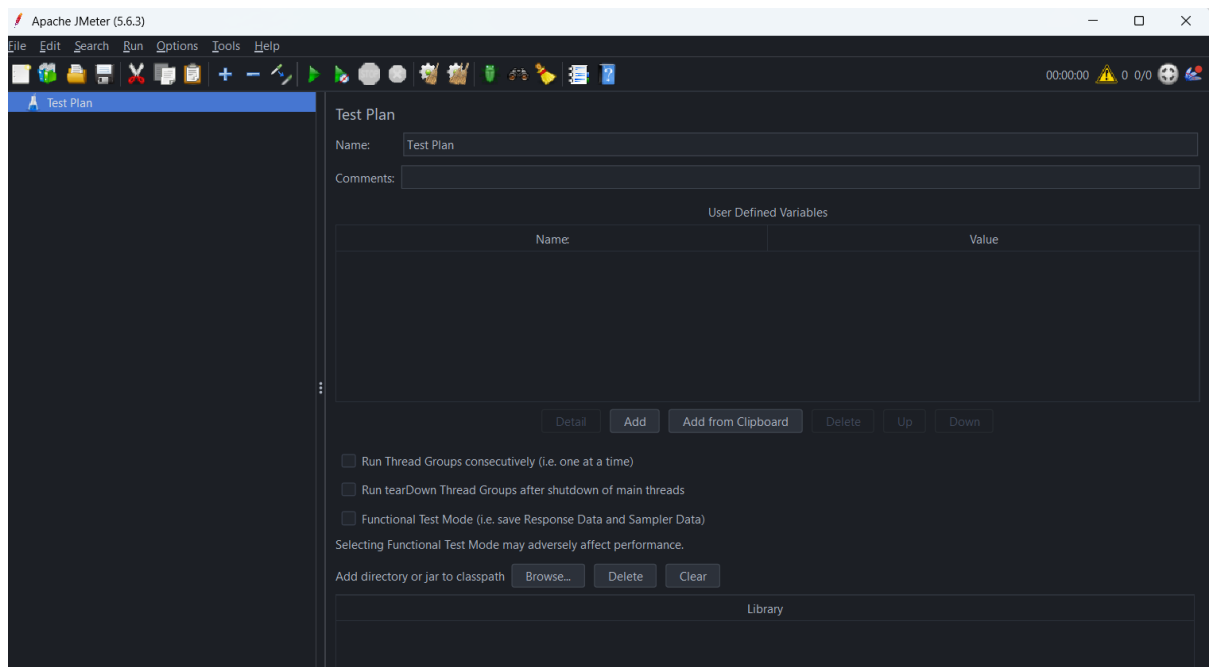 Apache JMeter (5.6.3)
File Edit Search Run Options Tools Help
00:00:00 0 0/0
Test Plan
Test Plan
Name: Test Plan
Comments:
User Defined Variables
Name: Value
Detail Add Add from Clipboard Delete Up Down
Run Thread Groups consecutively (i.e. one at a time)
Run tearDown Thread Groups after shutdown of main threads
Functional Test Mode (i.e. save Response Data and Sampler Data)
Selecting Functional Test Mode may adversely affect performance.
Add directory or jar to classpath Browse... Delete Clear
Library